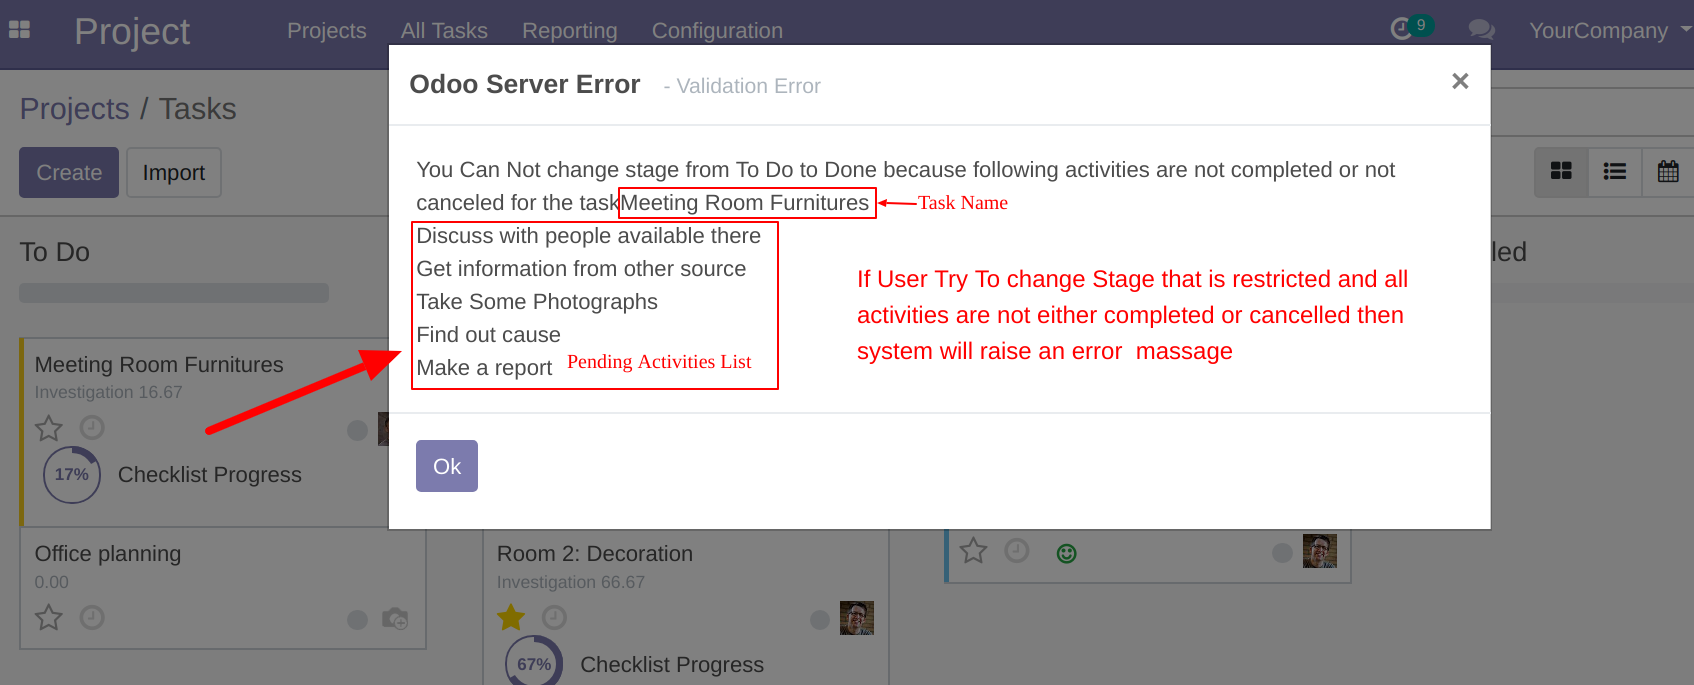 Project Projects All Tasks Reporting Configuration 9 YourCompany
Odoo Server Error - Validation Error ×
Projects / Tasks
Create Import
You Can Not change stage from To Do to Done because following activities are not completed or not
canceled for the taskMeeting Room Furnitures Task Name
Discuss with people available there
Get information from other source
Take Some Photographs
Find out cause
Make a report Pending Activities List
If User Try To change Stage that is restricted and all
activities are not either completed or cancelled then
system will raise an error  massage
Ok
To Do
led
Meeting Room Furnitures
Investigation 16.67
17% Checklist Progress
Office planning
0.00
Room 2: Decoration
Investigation 66.67
67% Checklist Progress